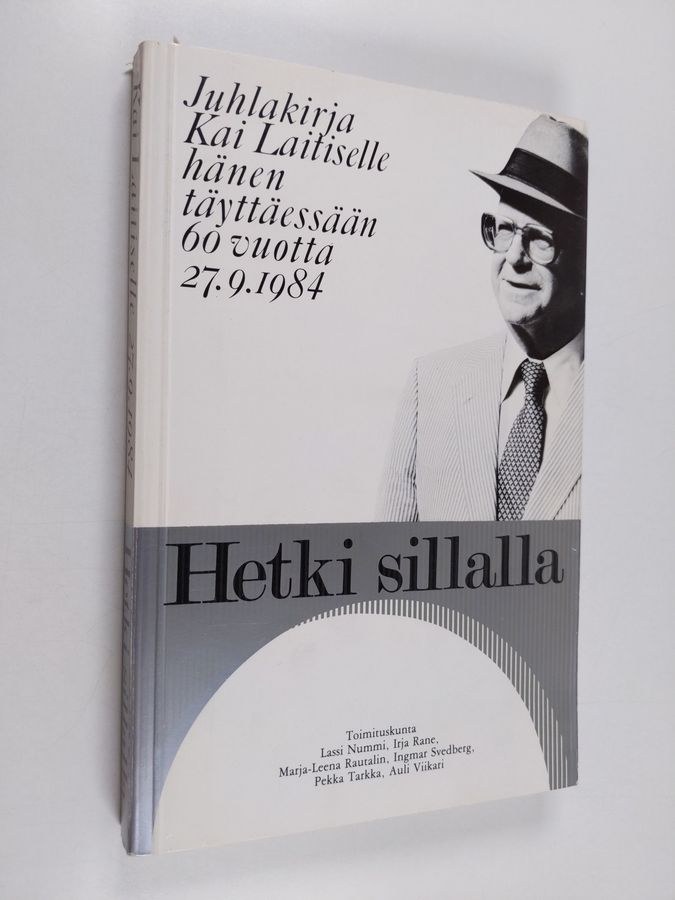 Juhlakirja
Kai Laitiselle
hänen
täyttäessään
60 vuotta
27.9.1984
Hetki sillalla
Toimituskunta
Lassi Nummi, Irja Rane,
Marja-Leena Rautalin, Ingmar Svedberg,
Pekka Tarkka, Auli Viikari
Kai Laitiselle 27.9.1984